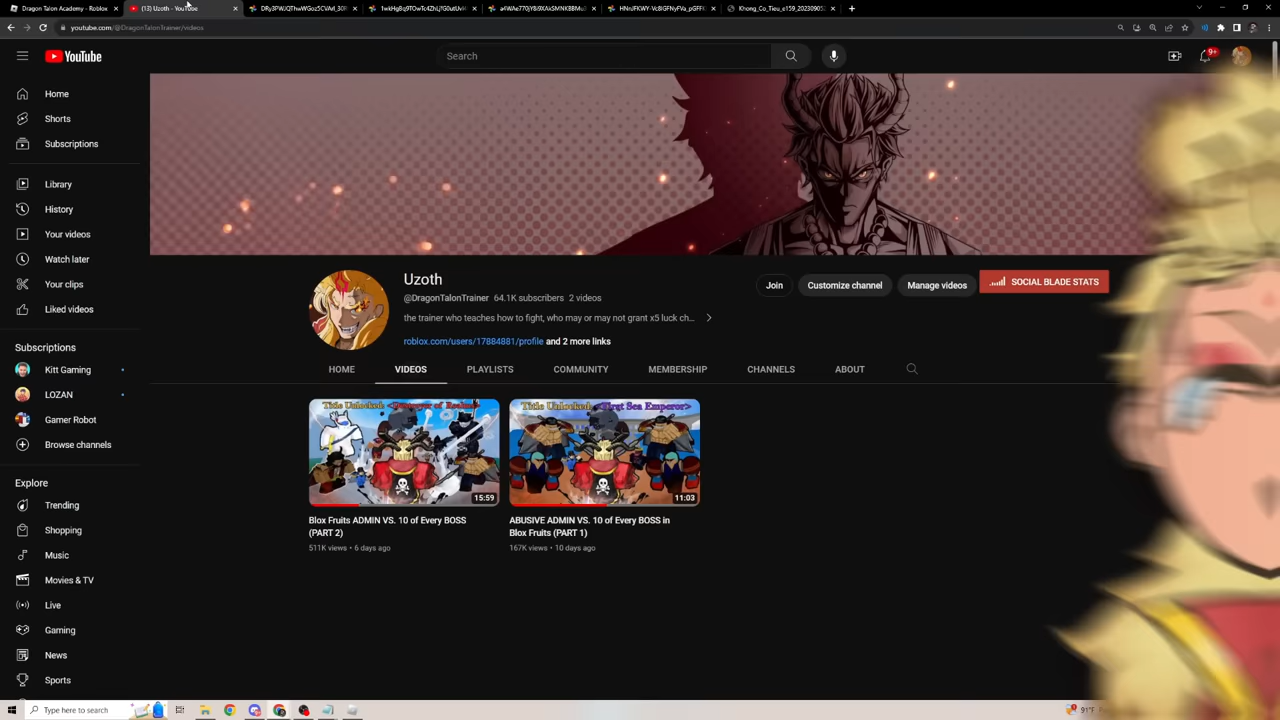 Dragon Talon Academy - Roblox
(13) Uzoth - YouTube
youtube.com/@DragonTalonTrainer/videos
YouTube
Search
9+
Home
Shorts
Subscriptions
Library
History
Your videos
Watch later
Your clips
Liked videos
Subscriptions
Kitt Gaming
LOZAN
Gamer Robot
Browse channels
Explore
Trending
Shopping
Music
Movies & TV
Live
Gaming
News
Sports
Uzoth
@DragonTalonTrainer 64.1K subscribers 2 videos
the trainer who teaches how to fight, who may or may not grant x5 luck ch...
roblox.com/users/17884881/profile and 2 more links
Join
Customize channel
Manage videos
SOCIAL BLADE STATS
HOME
VIDEOS
PLAYLISTS
COMMUNITY
MEMBERSHIP
CHANNELS
ABOUT
Title Unlocked: <Destroyer of Realms>
15:59
Blox Fruits ADMIN VS. 10 of Every BOSS
(PART 2)
511K views • 6 days ago
Title Unlocked: <First Sea Emperor>
11:03
ABUSIVE ADMIN VS. 10 of Every BOSS in
Blox Fruits (PART 1)
167K views • 10 days ago
Type here to search
91°F